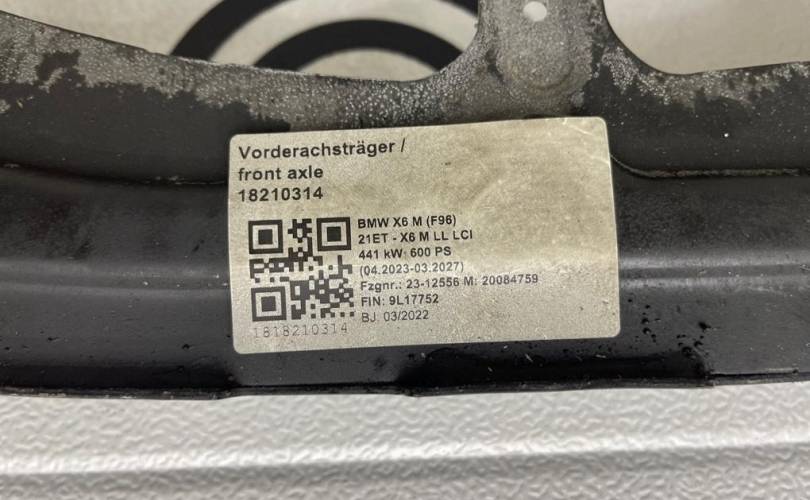 Vorderachsträger /
front axle
18210314
BMW X6 M (F96)
21ET - X6 M LL LCI
441 kW: 600 PS
(04.2023-03.2027)
Fzgnr.: 23-12556 M: 20084759
FIN: 9L17752
BJ: 03/2022
1818210314